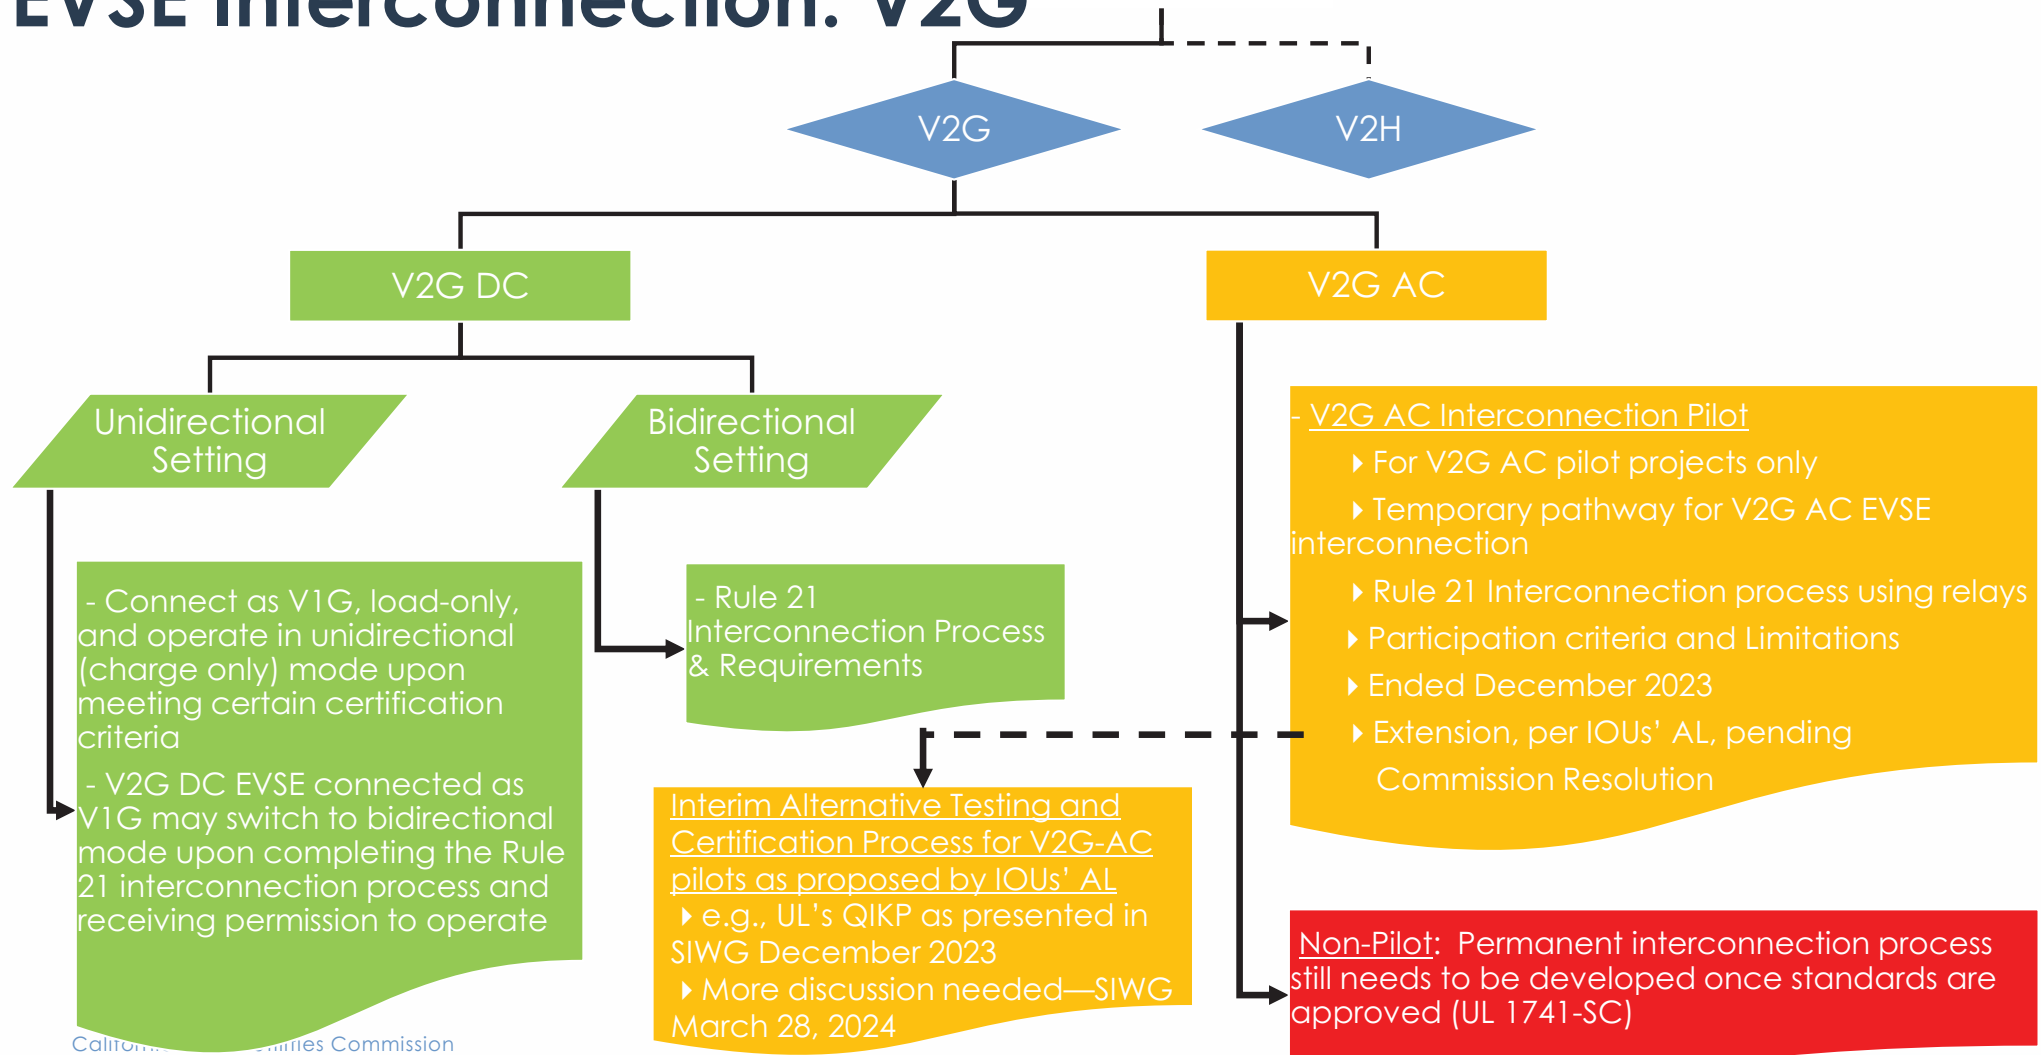 EVSE Interconnection: V2G
V2G
V2H
V2G DC
V2G AC
Unidirectional
Setting
Bidirectional
Setting
- Connect as V1G, load-only,
and operate in unidirectional
(charge only) mode upon
meeting certain certification
criteria
- V2G DC EVSE connected as
V1G may switch to bidirectional
mode upon completing the Rule
21 interconnection process and
receiving permission to operate
- Rule 21
Interconnection Process
& Requirements
- V2G AC Interconnection Pilot
For V2G AC pilot projects only
Temporary pathway for V2G AC EVSE
interconnection
Rule 21 Interconnection process using relays
Participation criteria and Limitations
Ended December 2023
Extension, per IOUs’ AL, pending
Commission Resolution
Interim Alternative Testing and
Certification Process for V2G-AC
pilots as proposed by IOUs’ AL
e.g., UL’s QIKP as presented in
SIWG December 2023
More discussion needed—SIWG
March 28, 2024
Non-Pilot: Permanent interconnection process
still needs to be developed once standards are
approved (UL 1741-SC)
Commission